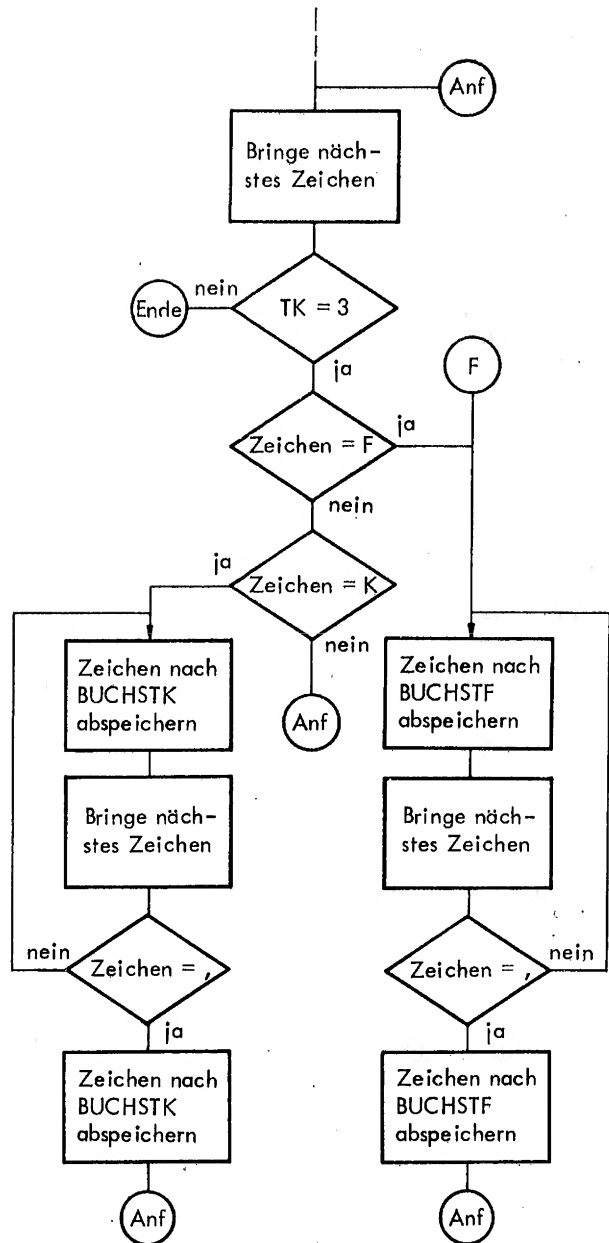 Anf
Bringe näch-
stes Zeichen
nein
Ende
TK = 3
ja
F
Zeichen = F
ja
nein
ja
Zeichen = K
nein
Zeichen nach
BUCHSTK
abspeichern
Anf
Zeichen nach
BUCHSTF
abspeichern
Bringe näch-
stes Zeichen
Bringe näch-
stes Zeichen
nein
Zeichen = ,
ja
Zeichen = ,
nein
ja
Zeichen nach
BUCHSTK
abspeichern
Zeichen nach
BUCHSTF
abspeichern
Anf
Anf